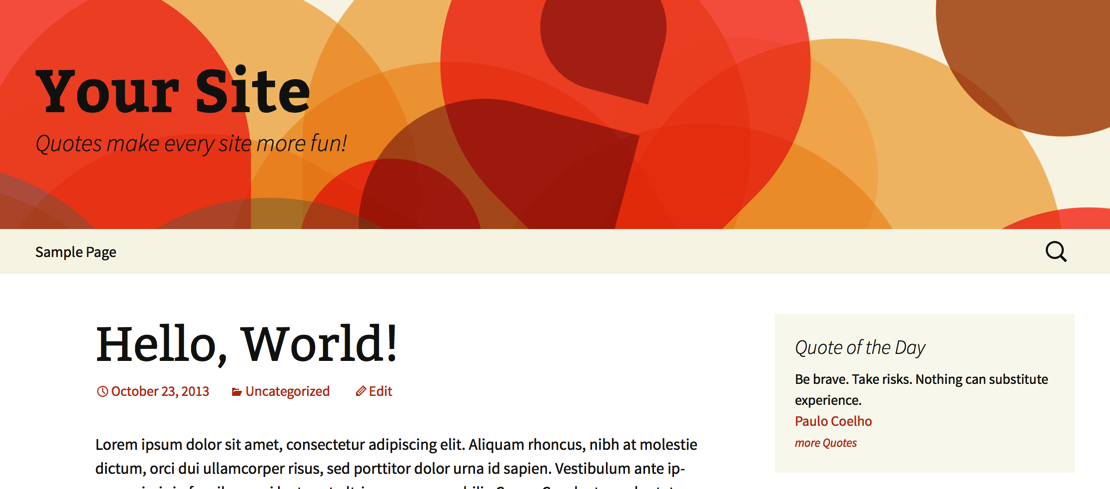 Your Site
Quotes make every site more fun!
Sample Page
Hello, World!
October 23, 2013 Uncategorized Edit
Lorem ipsum dolor sit amet, consectetur adipiscing elit. Aliquam rhoncus, nibh at molestie
dictum, orci dui ullamcorper risus, sed porttitor dolor urna id sapien. Vestibulum ante ip-
Quote of the Day
Be brave. Take risks. Nothing can substitute
experience.
Paulo Coelho
more Quotes